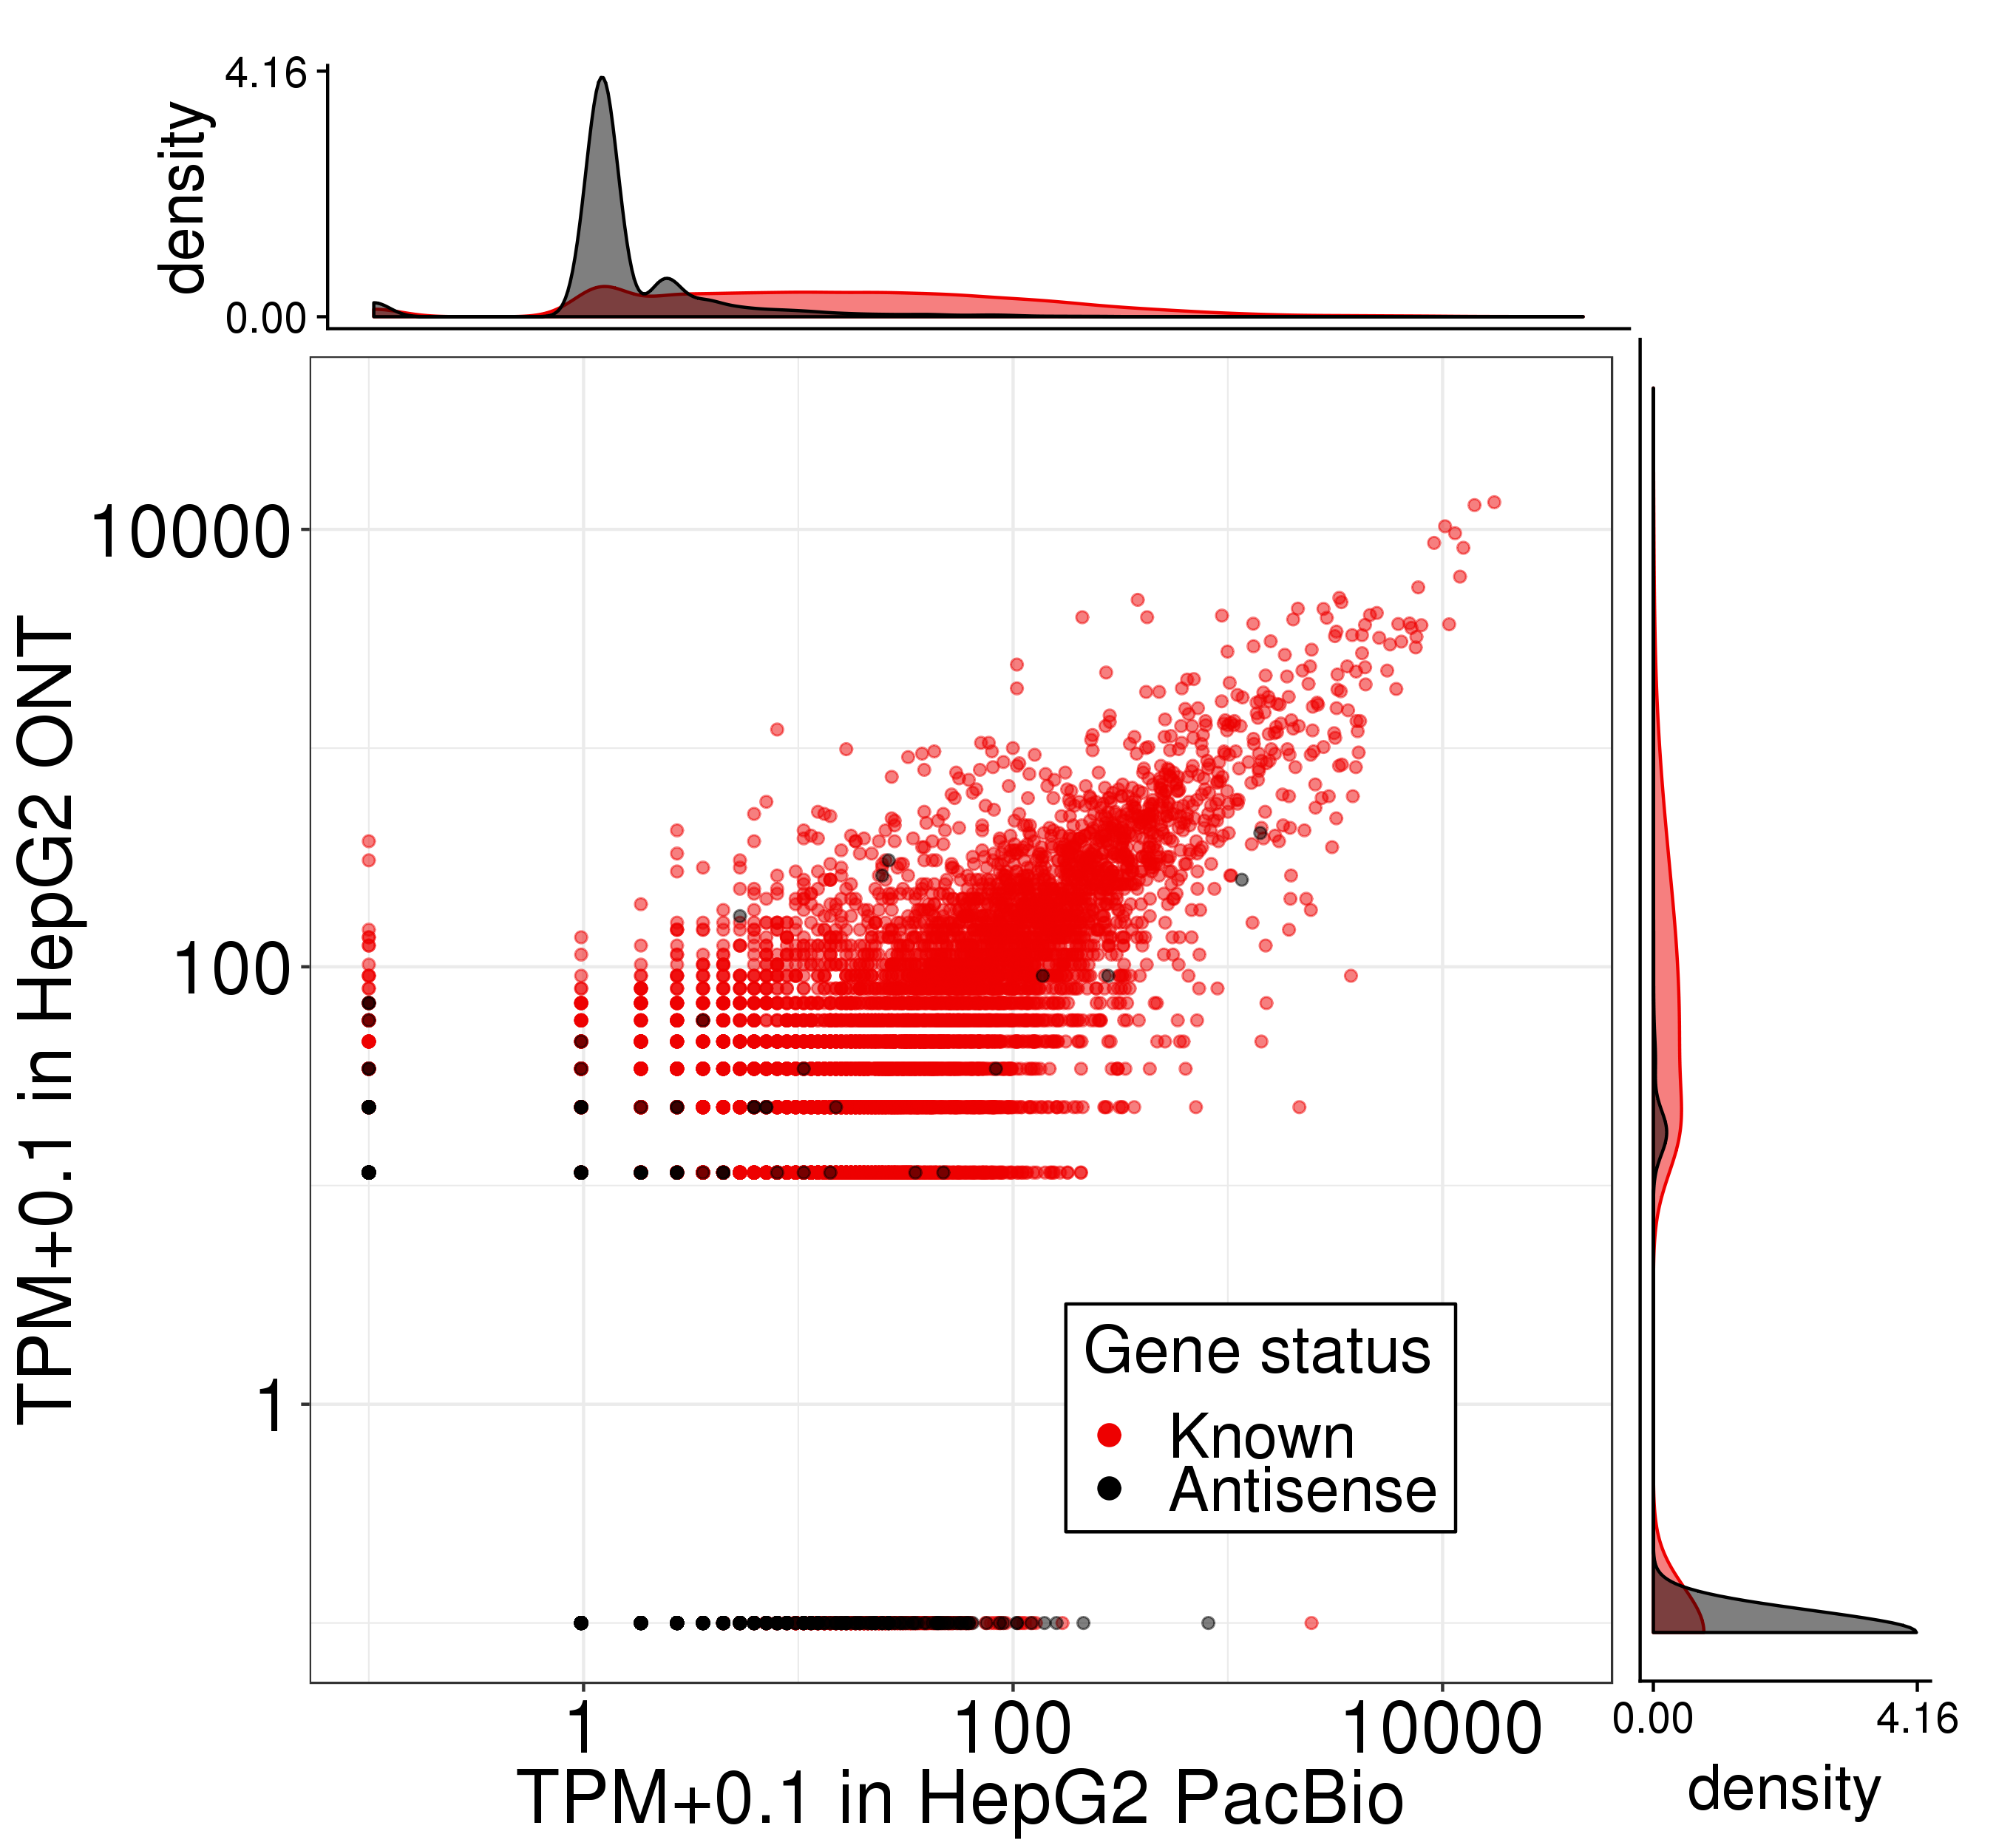 4.16
density
0.00
TPM+0.1 in HepG2 ONT
10000
100
1
Gene status
Known
Antisense
1
100
10000
TPM+0.1 in HepG2 PacBio
0.00
4.16
density